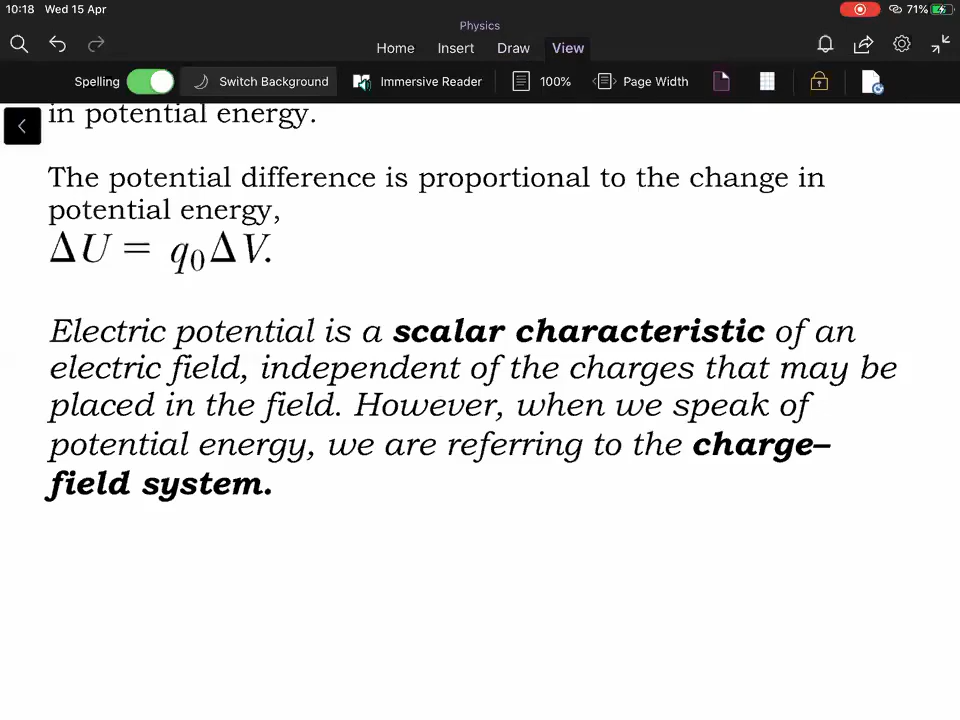 10:18 Wed 15 Apr
71%
Physics
Home Insert Draw View
Spelling Switch Background Immersive Reader 100% Page Width
in potential energy.
The potential difference is proportional to the change in
potential energy,
ΔU = q₀ΔV.
Electric potential is a scalar characteristic of an
electric field, independent of the charges that may be
placed in the field. However, when we speak of
potential energy, we are referring to the charge–
field system.